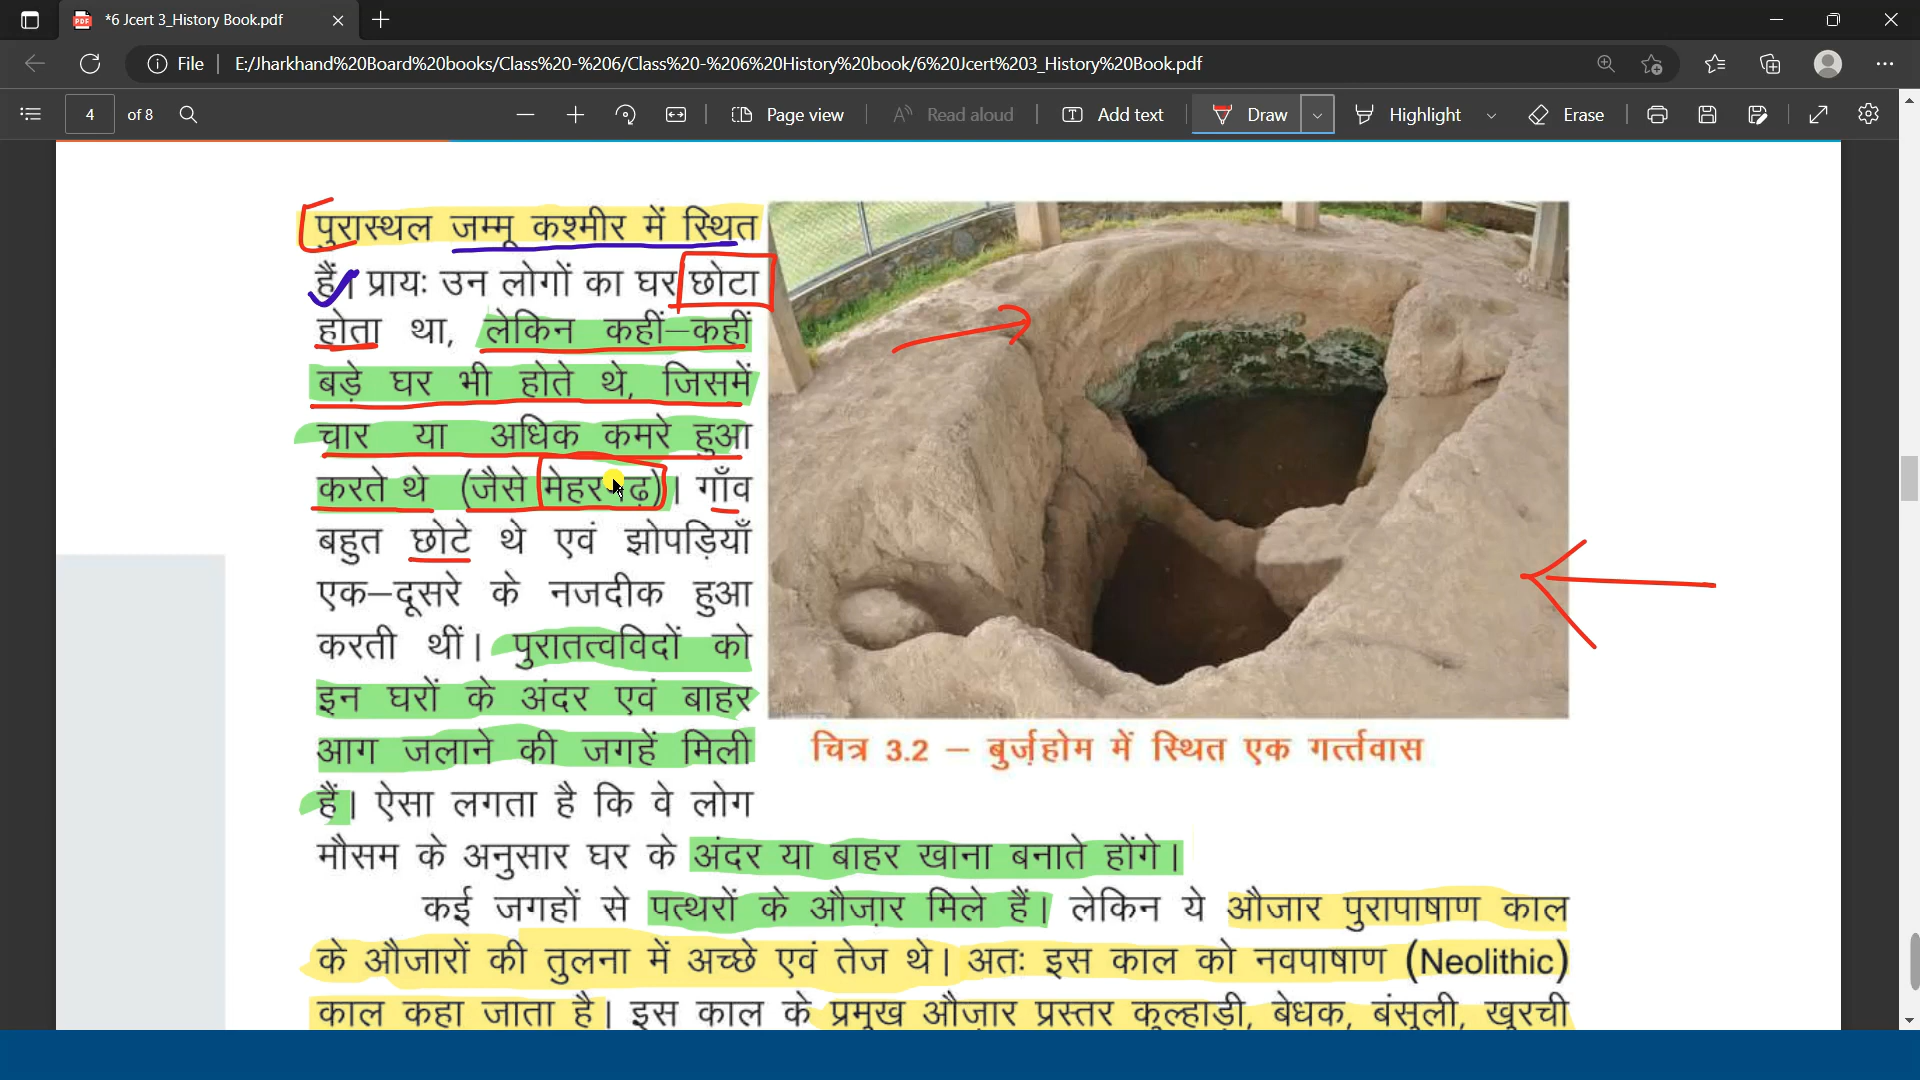 *6 Jcert 3_History Book.pdf
File
E:/Jharkhand%20Board%20books/Class%20-%206/Class%20-%206%20History%20book/6%20Jcert%203_History%20Book.pdf
4 of 8
Page view
Read aloud
Add text
Draw
Highlight
Erase
पुरास्थल जम्मू कश्मीर में स्थित
हैं। प्रायः उन लोगों का घर छोटा
होता था, लेकिन कहीं–कहीं
बड़े घर भी होते थे, जिसमें
चार या अधिक कमरे हुआ
करते थे (जैसे मेहरगढ़)। गाँव
बहुत छोटे थे एवं झोपड़ियाँ
एक–दूसरे के नजदीक हुआ
करती थीं। पुरातत्वविदों को
इन घरों के अंदर एवं बाहर
आग जलाने की जगहें मिली
हैं। ऐसा लगता है कि वे लोग
मौसम के अनुसार घर के अंदर या बाहर खाना बनाते होंगे।
चित्र 3.2 – बुर्ज़होम में स्थित एक गर्त्तवास
कई जगहों से पत्थरों के औज़ार मिले हैं। लेकिन ये औजार पुरापाषाण काल
के औजारों की तुलना में अच्छे एवं तेज थे। अतः इस काल को नवपाषाण (Neolithic)
काल कहा जाता है। इस काल के प्रमुख औज़ार प्रस्तर कुल्हाड़ी, बेधक, बंसुली, खुरची